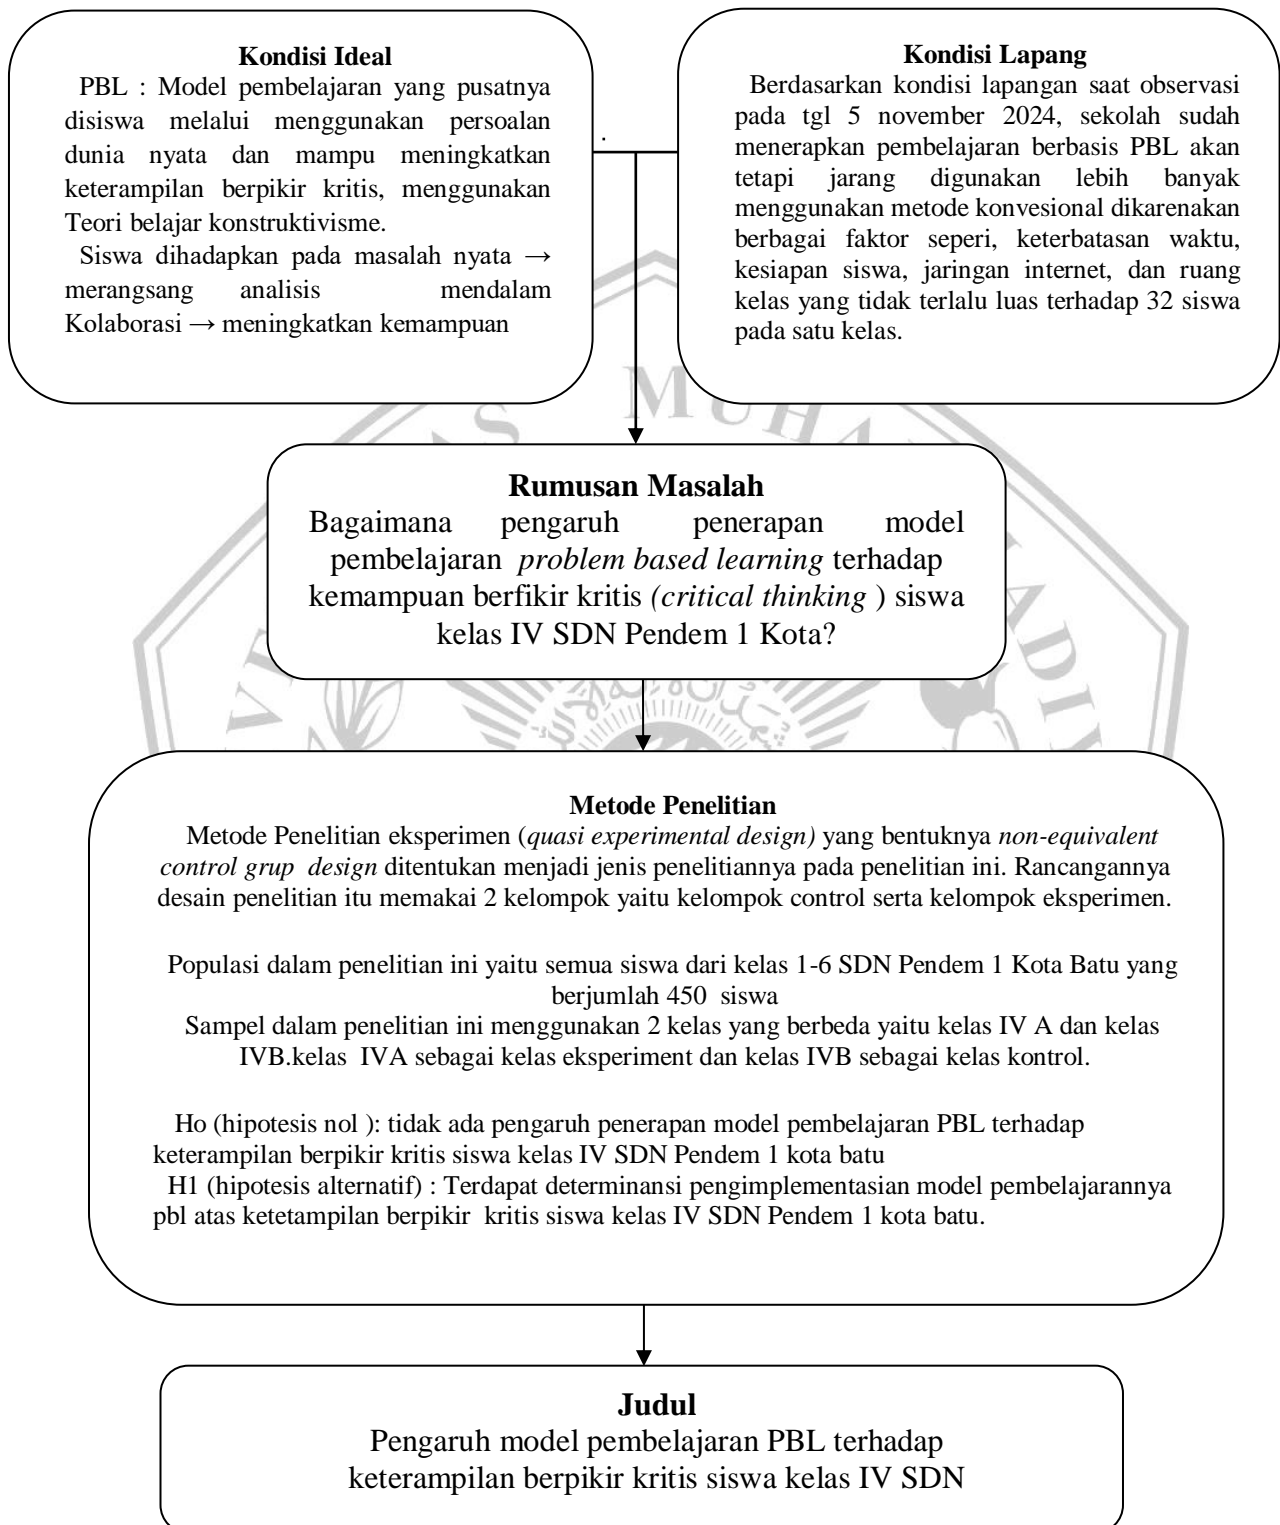 Kondisi Ideal
PBL : Model pembelajaran yang pusatnya
disiswa melalui menggunakan persoalan
dunia nyata dan mampu meningkatkan
keterampilan berpikir kritis, menggunakan
Teori belajar konstruktivisme.
Siswa dihadapkan pada masalah nyata →
merangsang analisis mendalam
Kolaborasi → meningkatkan kemampuan
.
Kondisi Lapang
Berdasarkan kondisi lapangan saat observasi
pada tgl 5 november 2024, sekolah sudah
menerapkan pembelajaran berbasis PBL akan
tetapi jarang digunakan lebih banyak
menggunakan metode konvesional dikarenakan
berbagai faktor seperi, keterbatasan waktu,
kesiapan siswa, jaringan internet, dan ruang
kelas yang tidak terlalu luas terhadap 32 siswa
pada satu kelas.
S MUHA
ADIY
VE
Rumusan Masalah
Bagaimana pengaruh penerapan model
pembelajaran problem based learning terhadap
kemampuan berfikir kritis (critical thinking ) siswa
kelas IV SDN Pendem 1 Kota?
Metode Penelitian
Metode Penelitian eksperimen (quasi experimental design) yang bentuknya non-equivalent
control grup design ditentukan menjadi jenis penelitiannya pada penelitian ini. Rancangannya
desain penelitian itu memakai 2 kelompok yaitu kelompok control serta kelompok eksperimen.
Populasi dalam penelitian ini yaitu semua siswa dari kelas 1-6 SDN Pendem 1 Kota Batu yang
berjumlah 450 siswa
Sampel dalam penelitian ini menggunakan 2 kelas yang berbeda yaitu kelas IV A dan kelas
IVB.kelas IVA sebagai kelas eksperiment dan kelas IVB sebagai kelas kontrol.
Ho (hipotesis nol ): tidak ada pengaruh penerapan model pembelajaran PBL terhadap
keterampilan berpikir kritis siswa kelas IV SDN Pendem 1 kota batu
H1 (hipotesis alternatif) : Terdapat determinansi pengimplementasian model pembelajarannya
pbl atas ketetampilan berpikir kritis siswa kelas IV SDN Pendem 1 kota batu.
Judul
Pengaruh model pembelajaran PBL terhadap
keterampilan berpikir kritis siswa kelas IV SDN